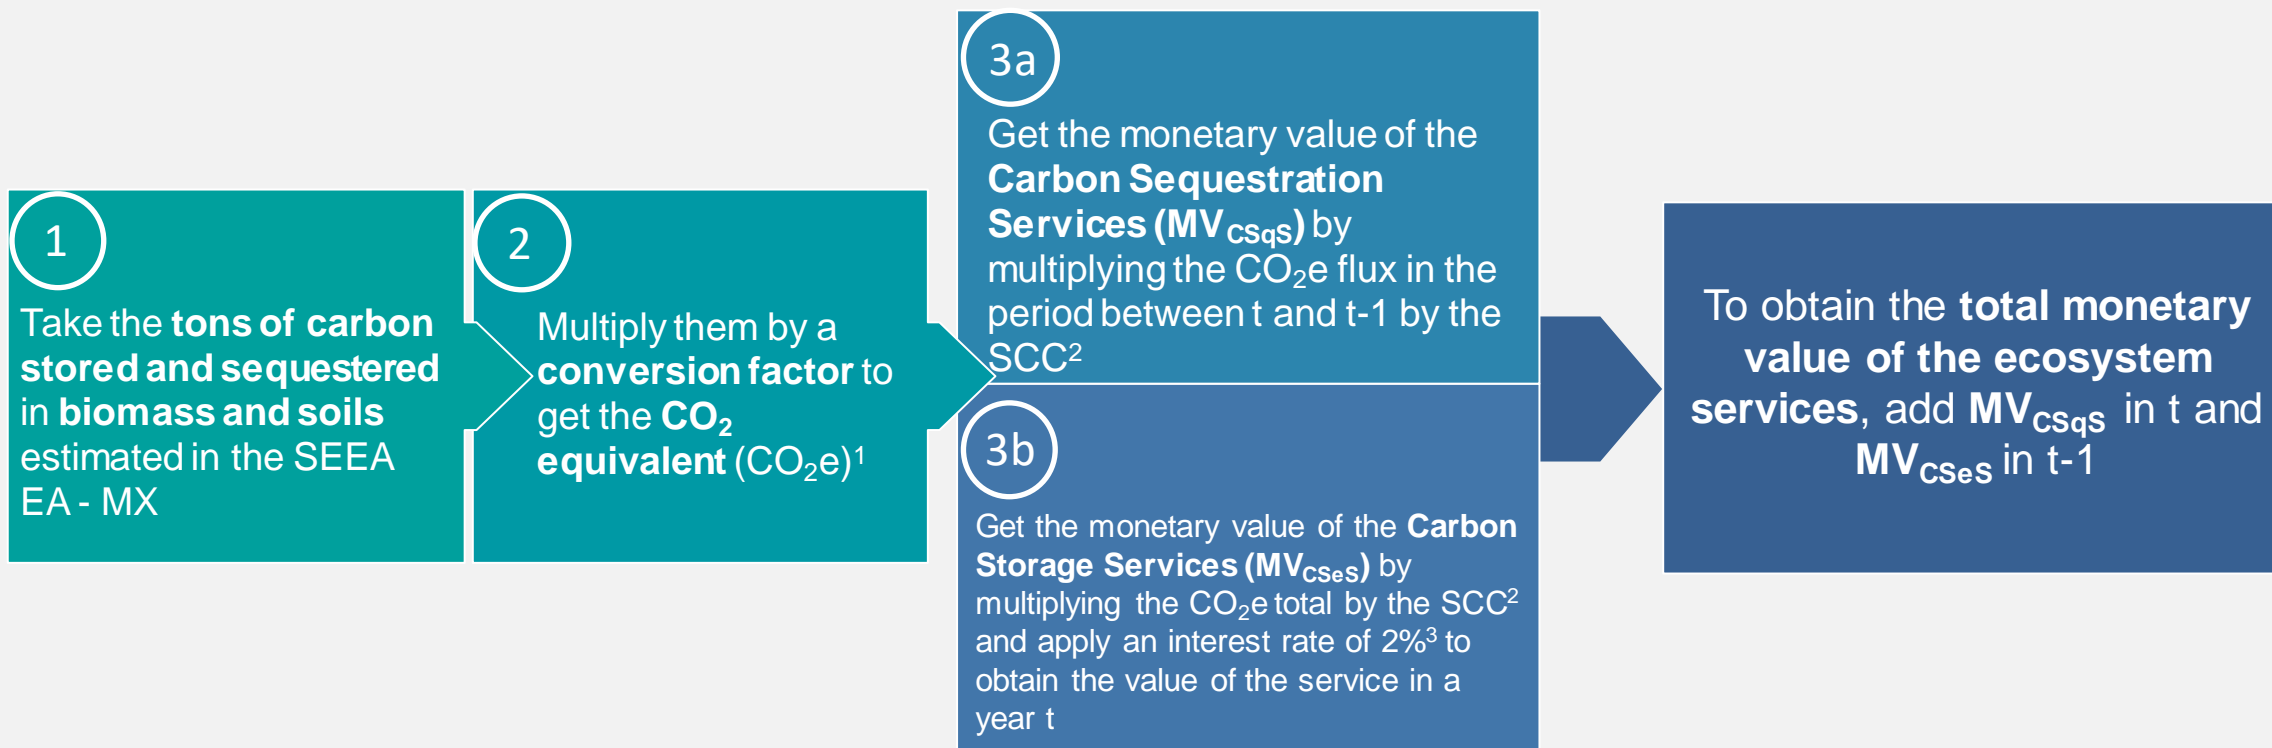 1
Take the tons of carbon
stored and sequestered
in biomass and soils
estimated in the SEEA
EA - MX
2
Multiply them by a
conversion factor to
get the CO₂
equivalent (CO₂e)¹
3a
Get the monetary value of the
Carbon Sequestration
Services (MV_CSqS) by
multiplying the CO₂e flux in the
period between t and t-1 by the
SCC²
3b
Get the monetary value of the Carbon
Storage Services (MV_CSeS) by
multiplying the CO₂e total by the SCC²
and apply an interest rate of 2%³ to
obtain the value of the service in a
year t
To obtain the total monetary
value of the ecosystem
services, add MV_CSqS in t and
MV_CSeS in t-1